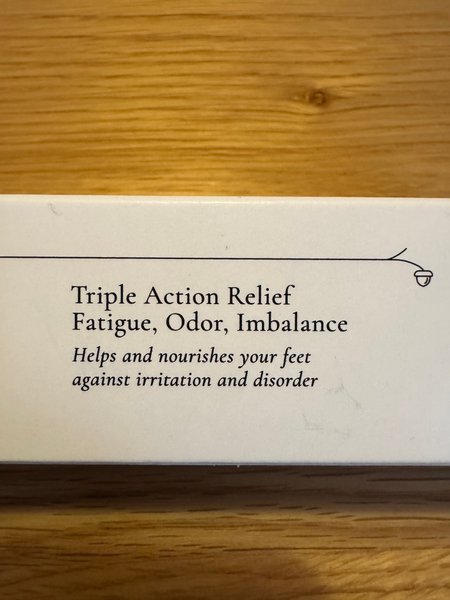 Triple Action Relief
Fatigue, Odor, Imbalance
Helps and nourishes your feet
against irritation and disorder